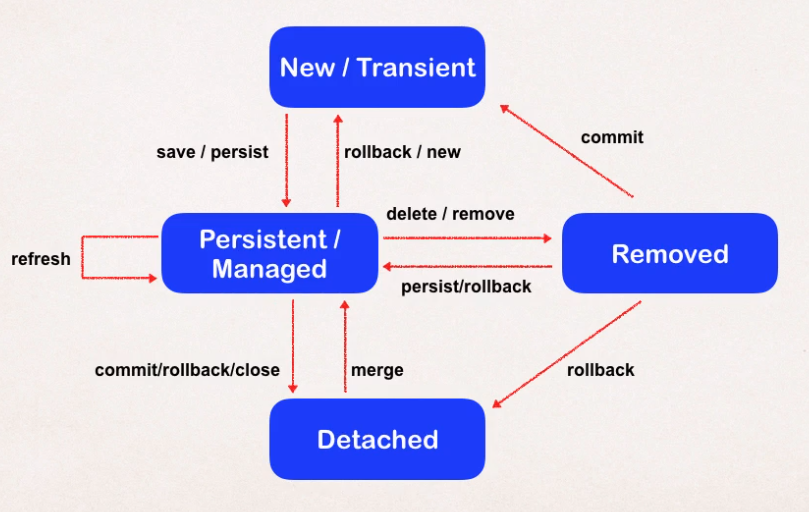 New / Transient
commit
save / persist
rollback / new
delete / remove
Persistent /
Managed
Removed
refresh
persist/rollback
commit/rollback/close
merge
rollback
Detached